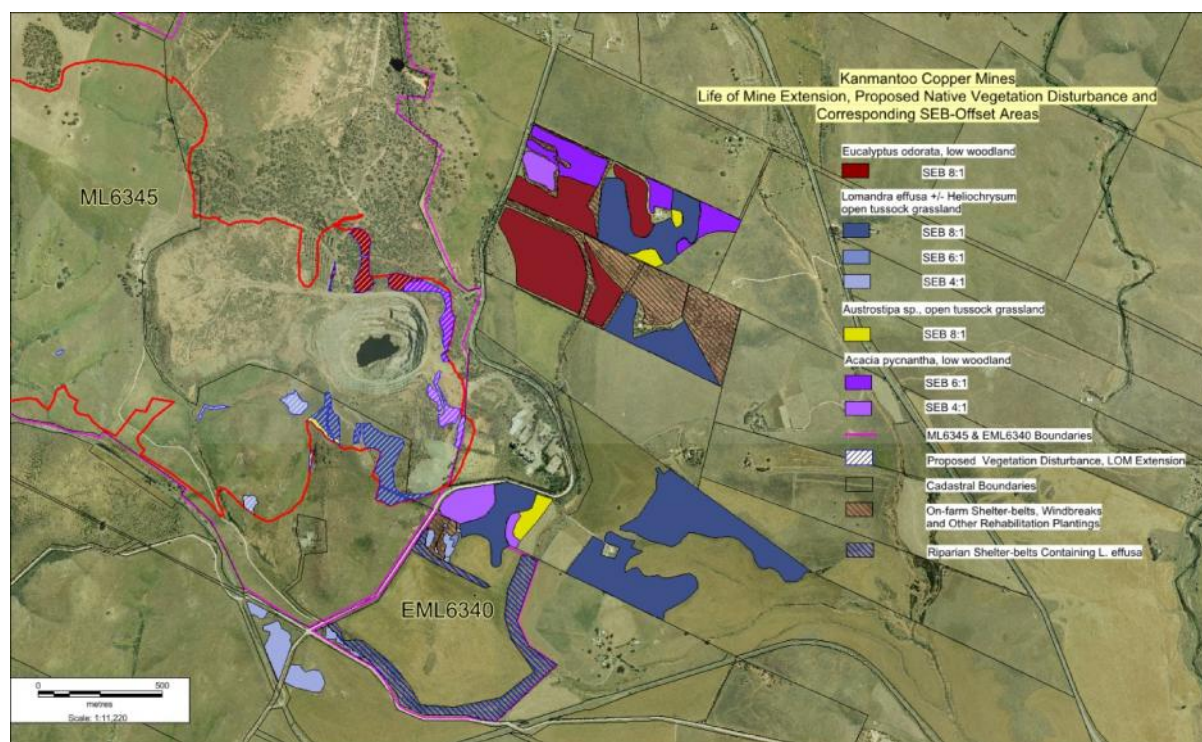 Kanmantoo Copper Mines
Life of Mine Extension, Proposed Native Vegetation Disturbance and
Corresponding SEB-Offset Areas
Eucalyptus odorata, low woodland
SEB 8:1
Lomandra effusa +/- Heliochrysum
open tussock grassland
SEB 8:1
SEB 6:1
SEB 4:1
Austrostipa sp., open tussock grassland
SEB 8:1
Acacia pycnantha, low woodland
SEB 6:1
SEB 4:1
ML6345 & EML6340 Boundaries
Proposed Vegetation Disturbance, LOM Extension
Cadastral Boundaries
On-farm Shelter-belts, Windbreaks
and Other Rehabilitation Plantings
Riparian Shelter-belts Containing L. effusa
ML6345
EML6340
0 500
metres
Scale: 1:11,220